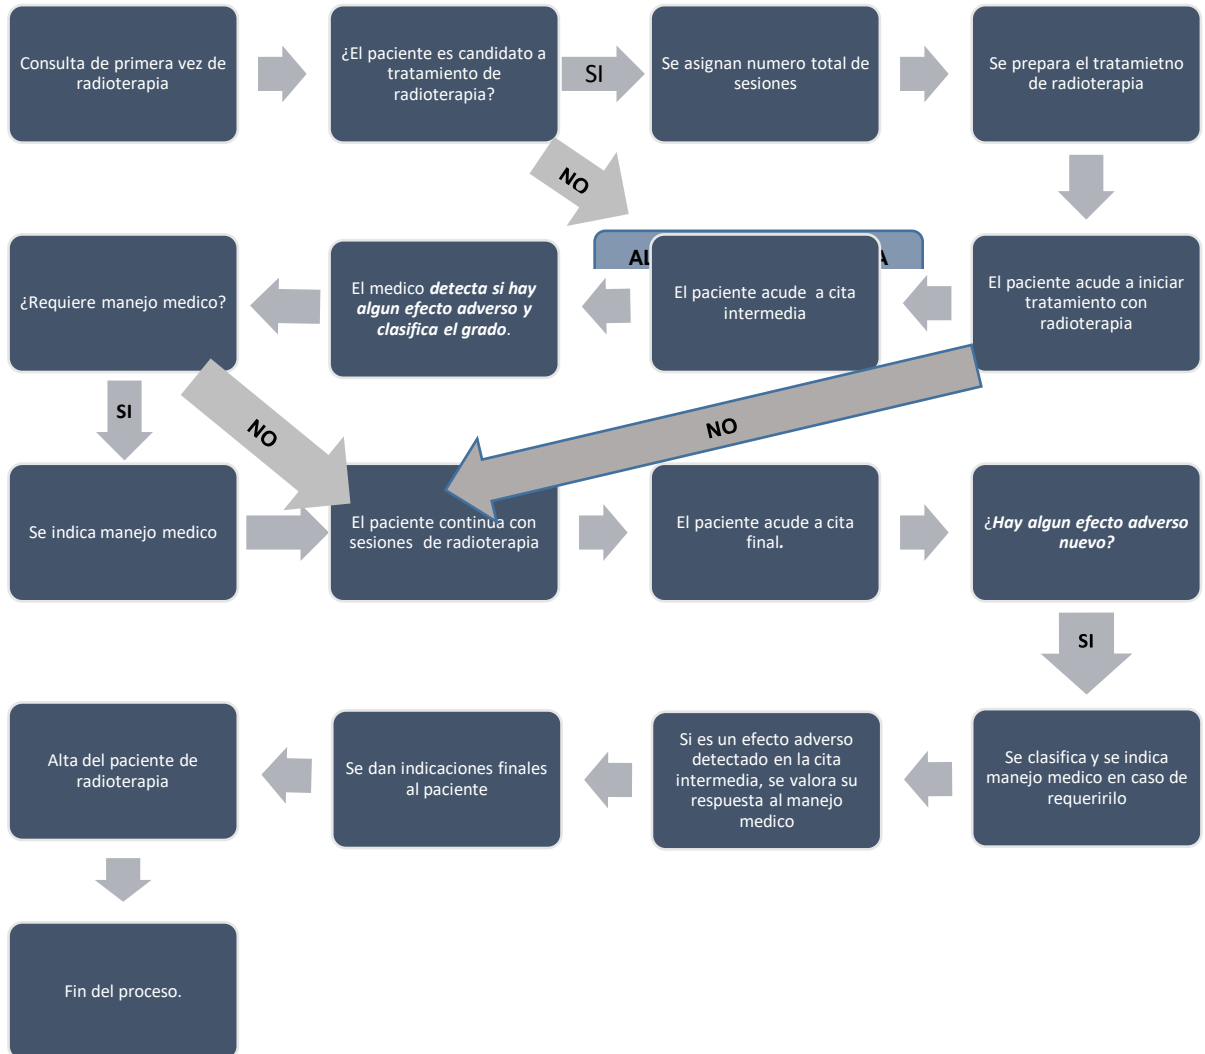 Consulta de primera vez de
radioterapia
¿El paciente es candidato a
tratamiento de
radioterapia?
SI
Se asignan numero total de
sesiones
Se prepara el tratamietno
de radioterapia
NO
El paciente acude a iniciar
tratamiento con
radioterapia
El paciente acude  a cita
intermedia
El medico detecta si hay
algun efecto adverso y
clasifica el grado.
¿Requiere manejo medico?
SI
NO
NO
Se indica manejo medico
El paciente continua con
sesiones  de radioterapia
El paciente acude a cita
final.
¿Hay algun efecto adverso
nuevo?
SI
Se clasifica y se indica
manejo medico en caso de
requeririlo
Si es un efecto adverso
detectado en la cita
intermedia, se valora su
respuesta al manejo
medico
Se dan indicaciones finales
al paciente
Alta del paciente de
radioterapia
Fin del proceso.